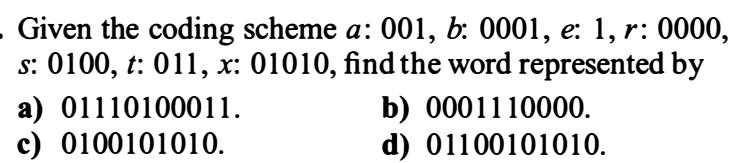 . Given the coding scheme a: 001, b: 0001, e: 1, r: 0000,
s: 0100, t: 011, x: 01010, find the word represented by
a) 01110100011. b) 0001110000.
c) 0100101010. d) 01100101010.